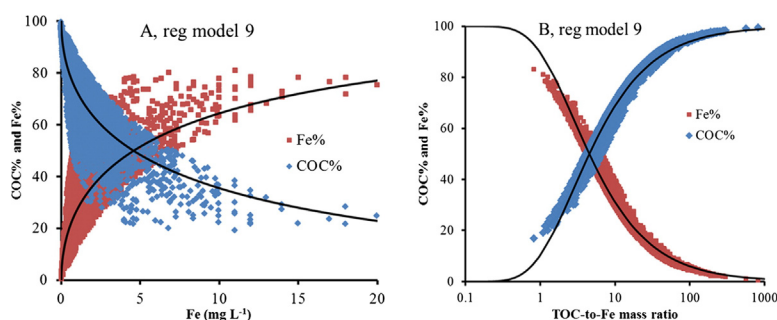 A, reg model 9
100
80
60
40
20
0
COC% and Fe%
Fe%
COC%
0
5
10
15
20
Fe (mg L-1)
B, reg model 9
100
80
60
40
20
0
COC% and Fe%
Fe%
COC%
0.1
1
10
100
1000
TOC-to-Fe mass ratio